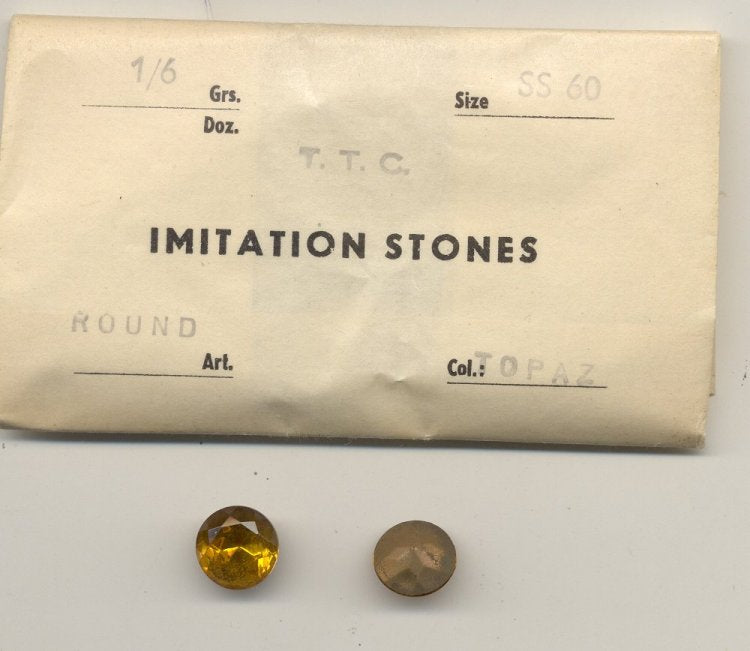 1/6 Grs. Size SS 60
Doz.
T. T. C.
IMITATION STONES
ROUND
Art. Col.: TOPAZ